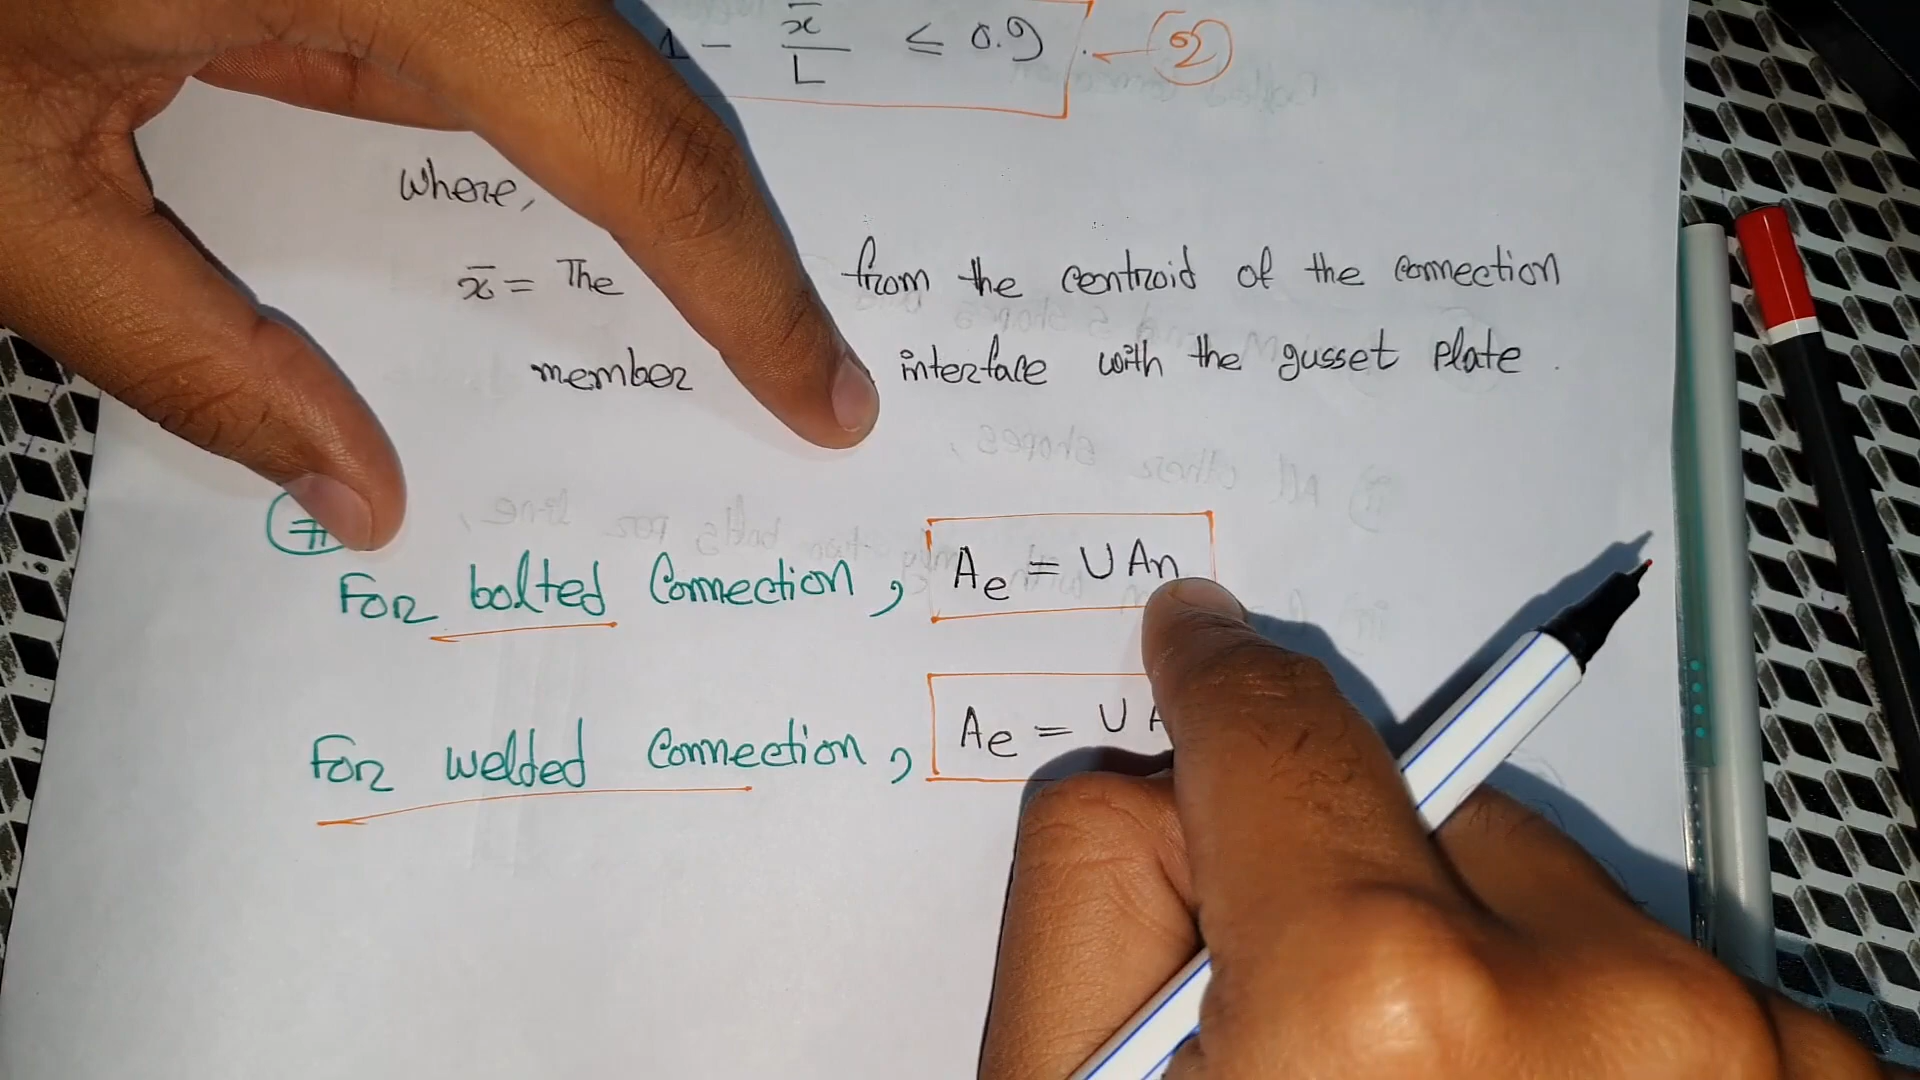 1 - x̄/L ≤ 0.9 ②
where,
x̄ = The from the centroid of the connection
member interface with the gusset plate.
#
For bolted Connection, Ae = U An
For welded Connection, Ae = U A